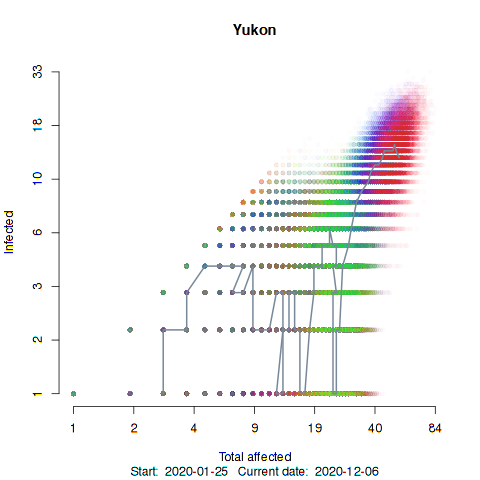 Yukon
Infected
33
18
10
6
3
2
1
1 2 4 9 19 40 84
Total affected
Start: 2020-01-25 Current date: 2020-12-06